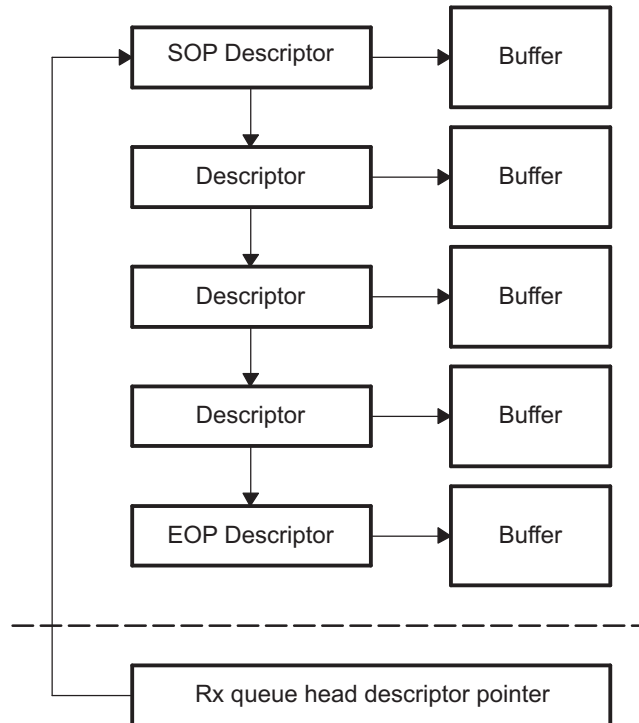 SOP Descriptor
Buffer
Descriptor
Buffer
Descriptor
Buffer
Descriptor
Buffer
EOP Descriptor
Buffer
Rx queue head descriptor pointer